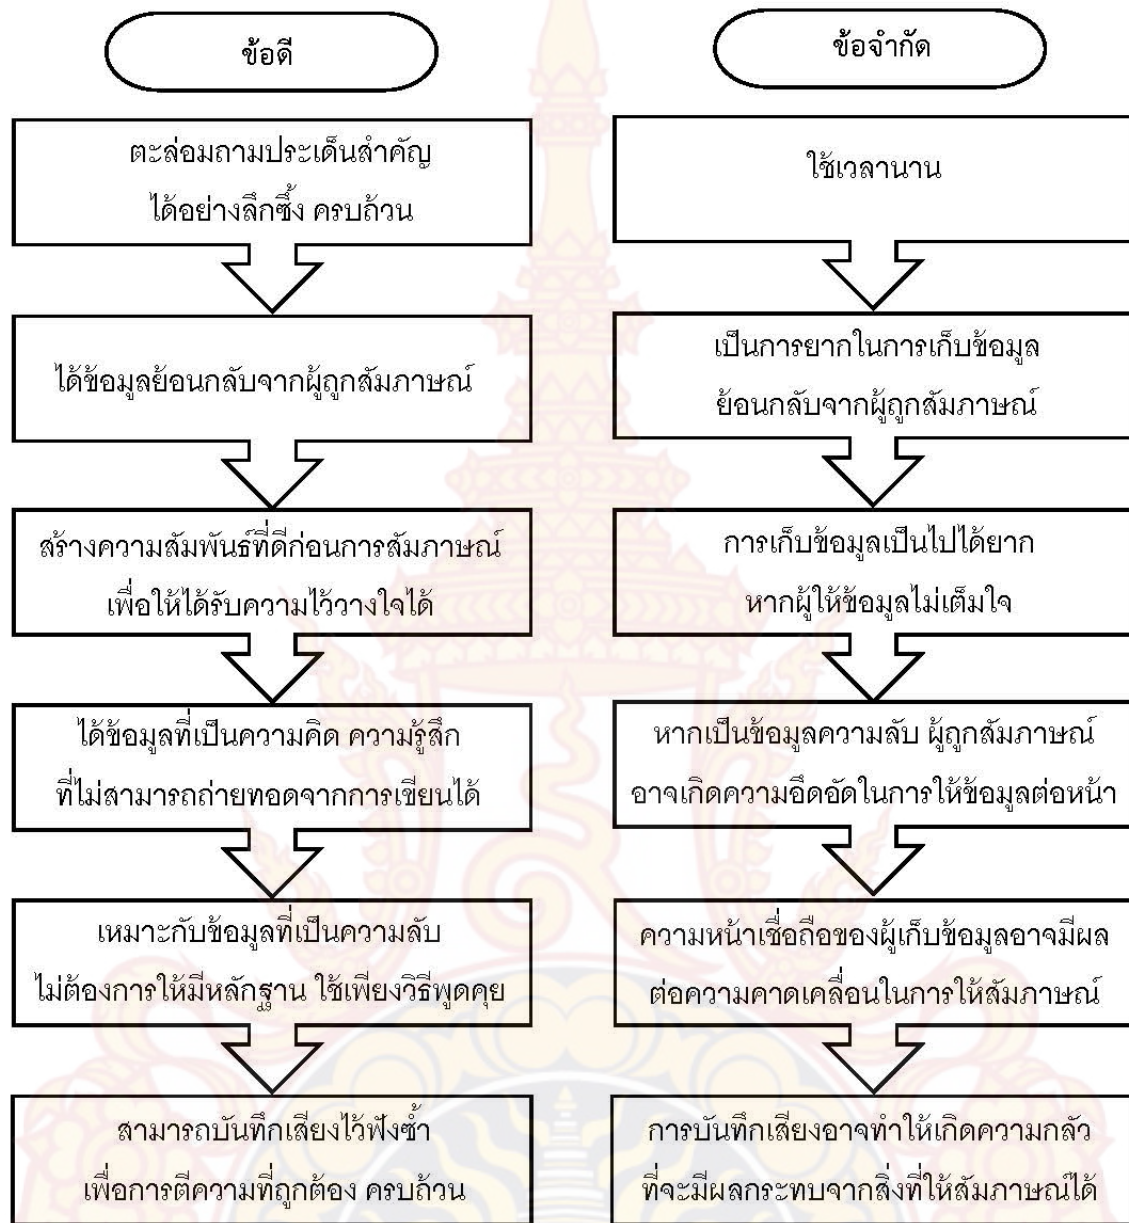 ข้อดี
ตะล่อมถามประเด็นสำคัญ
ได้อย่างลึกซึ้ง ครบถ้วน
ได้ข้อมูลย้อนกลับจากผู้ถูกสัมภาษณ์
สร้างความสัมพันธ์ที่ดีก่อนการสัมภาษณ์
เพื่อให้ได้รับความไว้วางใจได้
ได้ข้อมูลที่เป็นความคิด ความรู้สึก
ที่ไม่สามารถถ่ายทอดจากการเขียนได้
เหมาะกับข้อมูลที่เป็นความลับ
ไม่ต้องการให้มีหลักฐาน ใช้เพียงวิธีพูดคุย
สามารถบันทึกเสียงไว้ฟังซ้ำ
เพื่อการตีความที่ถูกต้อง ครบถ้วน
ข้อจำกัด
ใช้เวลานาน
เป็นการยากในการเก็บข้อมูล
ย้อนกลับจากผู้ถูกสัมภาษณ์
การเก็บข้อมูลเป็นไปได้ยาก
หากผู้ให้ข้อมูลไม่เต็มใจ
หากเป็นข้อมูลความลับ ผู้ถูกสัมภาษณ์
อาจเกิดความอึดอัดในการให้ข้อมูลต่อหน้า
ความหน้าเชื่อถือของผู้เก็บข้อมูลอาจมีผล
ต่อความคาดเคลื่อนในการให้สัมภาษณ์
การบันทึกเสียงอาจทำให้เกิดความกลัว
ที่จะมีผลกระทบจากสิ่งที่ให้สัมภาษณ์ได้